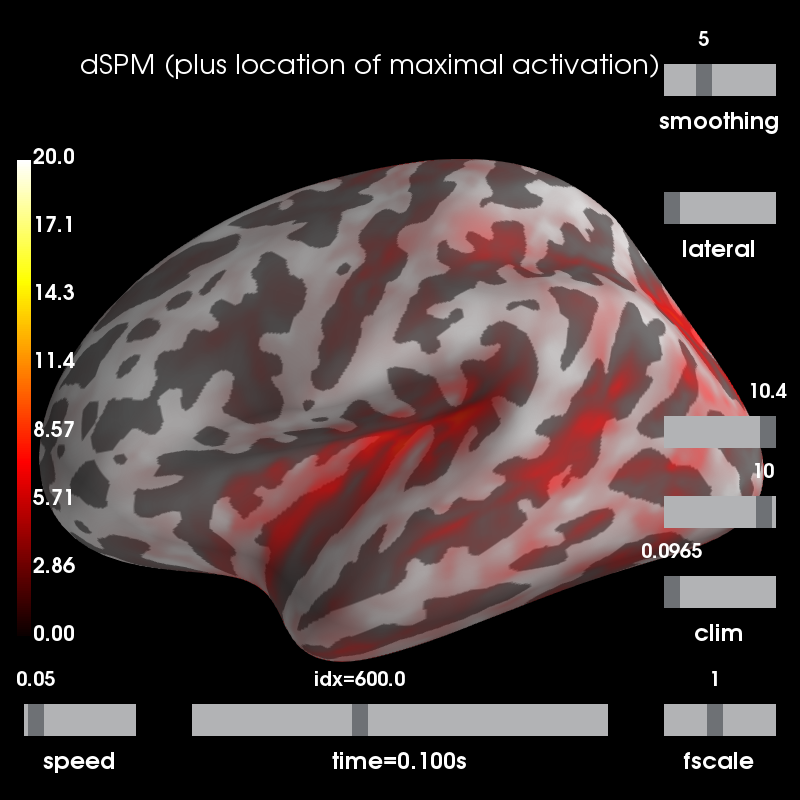 5
dSPM (plus location of maximal activation)
smoothing
20.0
17.1
lateral
14.3
11.4
10.4
8.57
10
5.71
0.0965
2.86
0.00
clim
0.05
idx=600.0
1
speed
time=0.100s
fscale